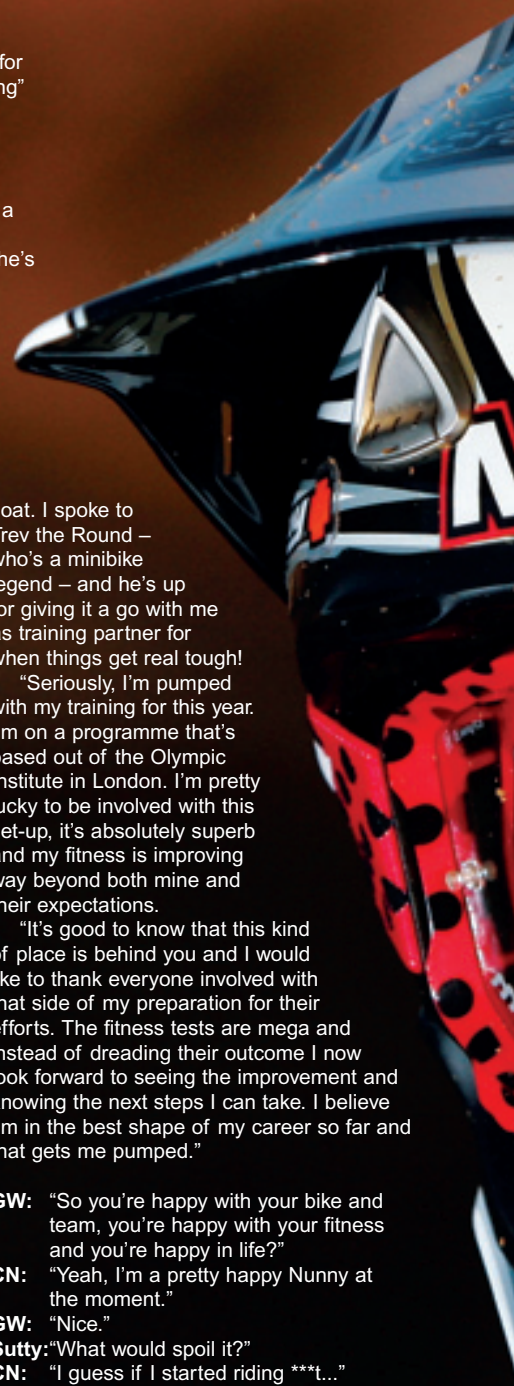 for
ng”
a
he’s
oat. I spoke to
Trev the Round –
who’s a minibike
legend – and he’s up
for giving it a go with me
as training partner for
when things get real tough!
“Seriously, I’m pumped
with my training for this year.
I’m on a programme that’s
based out of the Olympic
Institute in London. I’m pretty
lucky to be involved with this
set-up, it’s absolutely superb
and my fitness is improving
way beyond both mine and
their expectations.
“It’s good to know that this kind
of place is behind you and I would
like to thank everyone involved with
that side of my preparation for their
efforts. The fitness tests are mega and
instead of dreading their outcome I now
look forward to seeing the improvement and
knowing the next steps I can take. I believe
I’m in the best shape of my career so far and
that gets me pumped.”
GW: “So you’re happy with your bike and
team, you’re happy with your fitness
and you’re happy in life?”
CN: “Yeah, I’m a pretty happy Nunny at
the moment.”
GW: “Nice.”
Sutty: “What would spoil it?”
CN: “I guess if I started riding ***t...”